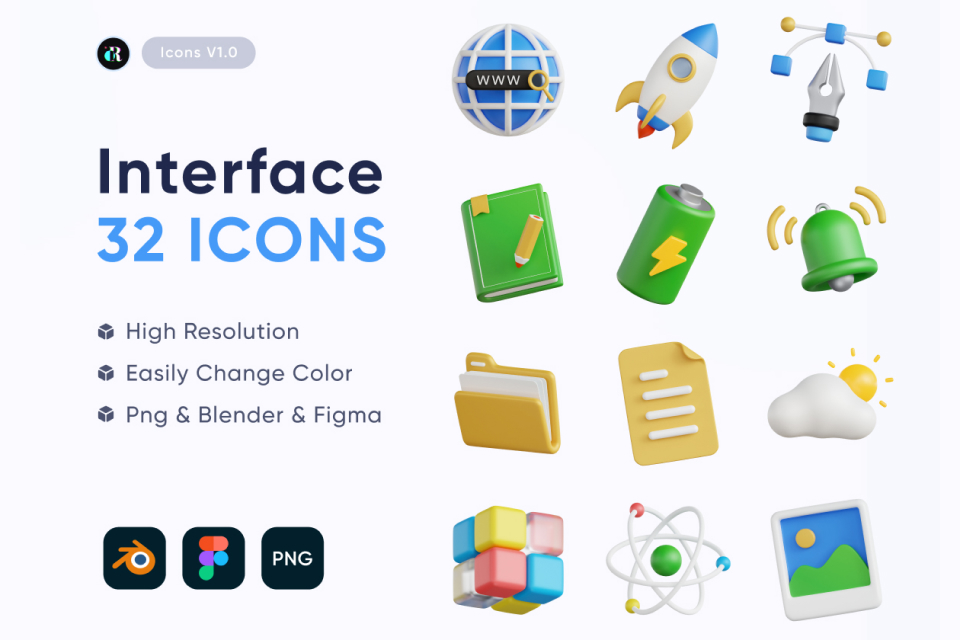 Icons V1.0
Interface
32 ICONS
High Resolution
Easily Change Color
Png & Blender & Figma
PNG
WWW